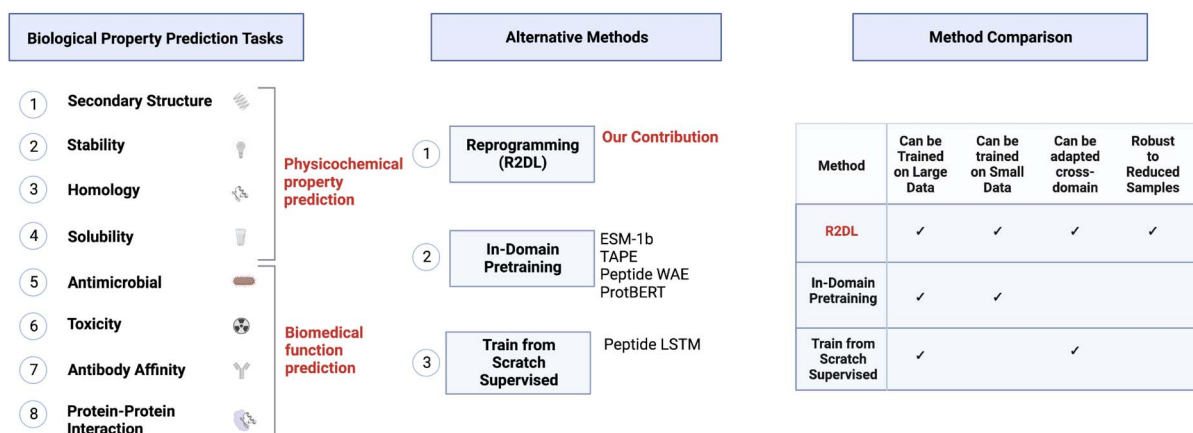 Biological Property Prediction Tasks
1
Secondary Structure
2
Stability
3
Homology
4
Solubility
5
Antimicrobial
6
Toxicity
7
Antibody Affinity
8
Protein-Protein
Interaction
Physicochemical
property
prediction
Biomedical
function
prediction
Alternative Methods
1
Reprogramming
(R2DL)
Our Contribution
2
In-Domain
Pretraining
ESM-1b
TAPE
Peptide WAE
ProtBERT
3
Train from
Scratch
Supervised
Peptide LSTM
Method Comparison
Method
Can be
Trained
on Large
Data
Can be
trained
on Small
Data
Can be
adapted
cross-
domain
Robust
to
Reduced
Samples
R2DL ✓ ✓ ✓ ✓
In-Domain
Pretraining
✓ ✓
Train from
Scratch
Supervised
✓ ✓